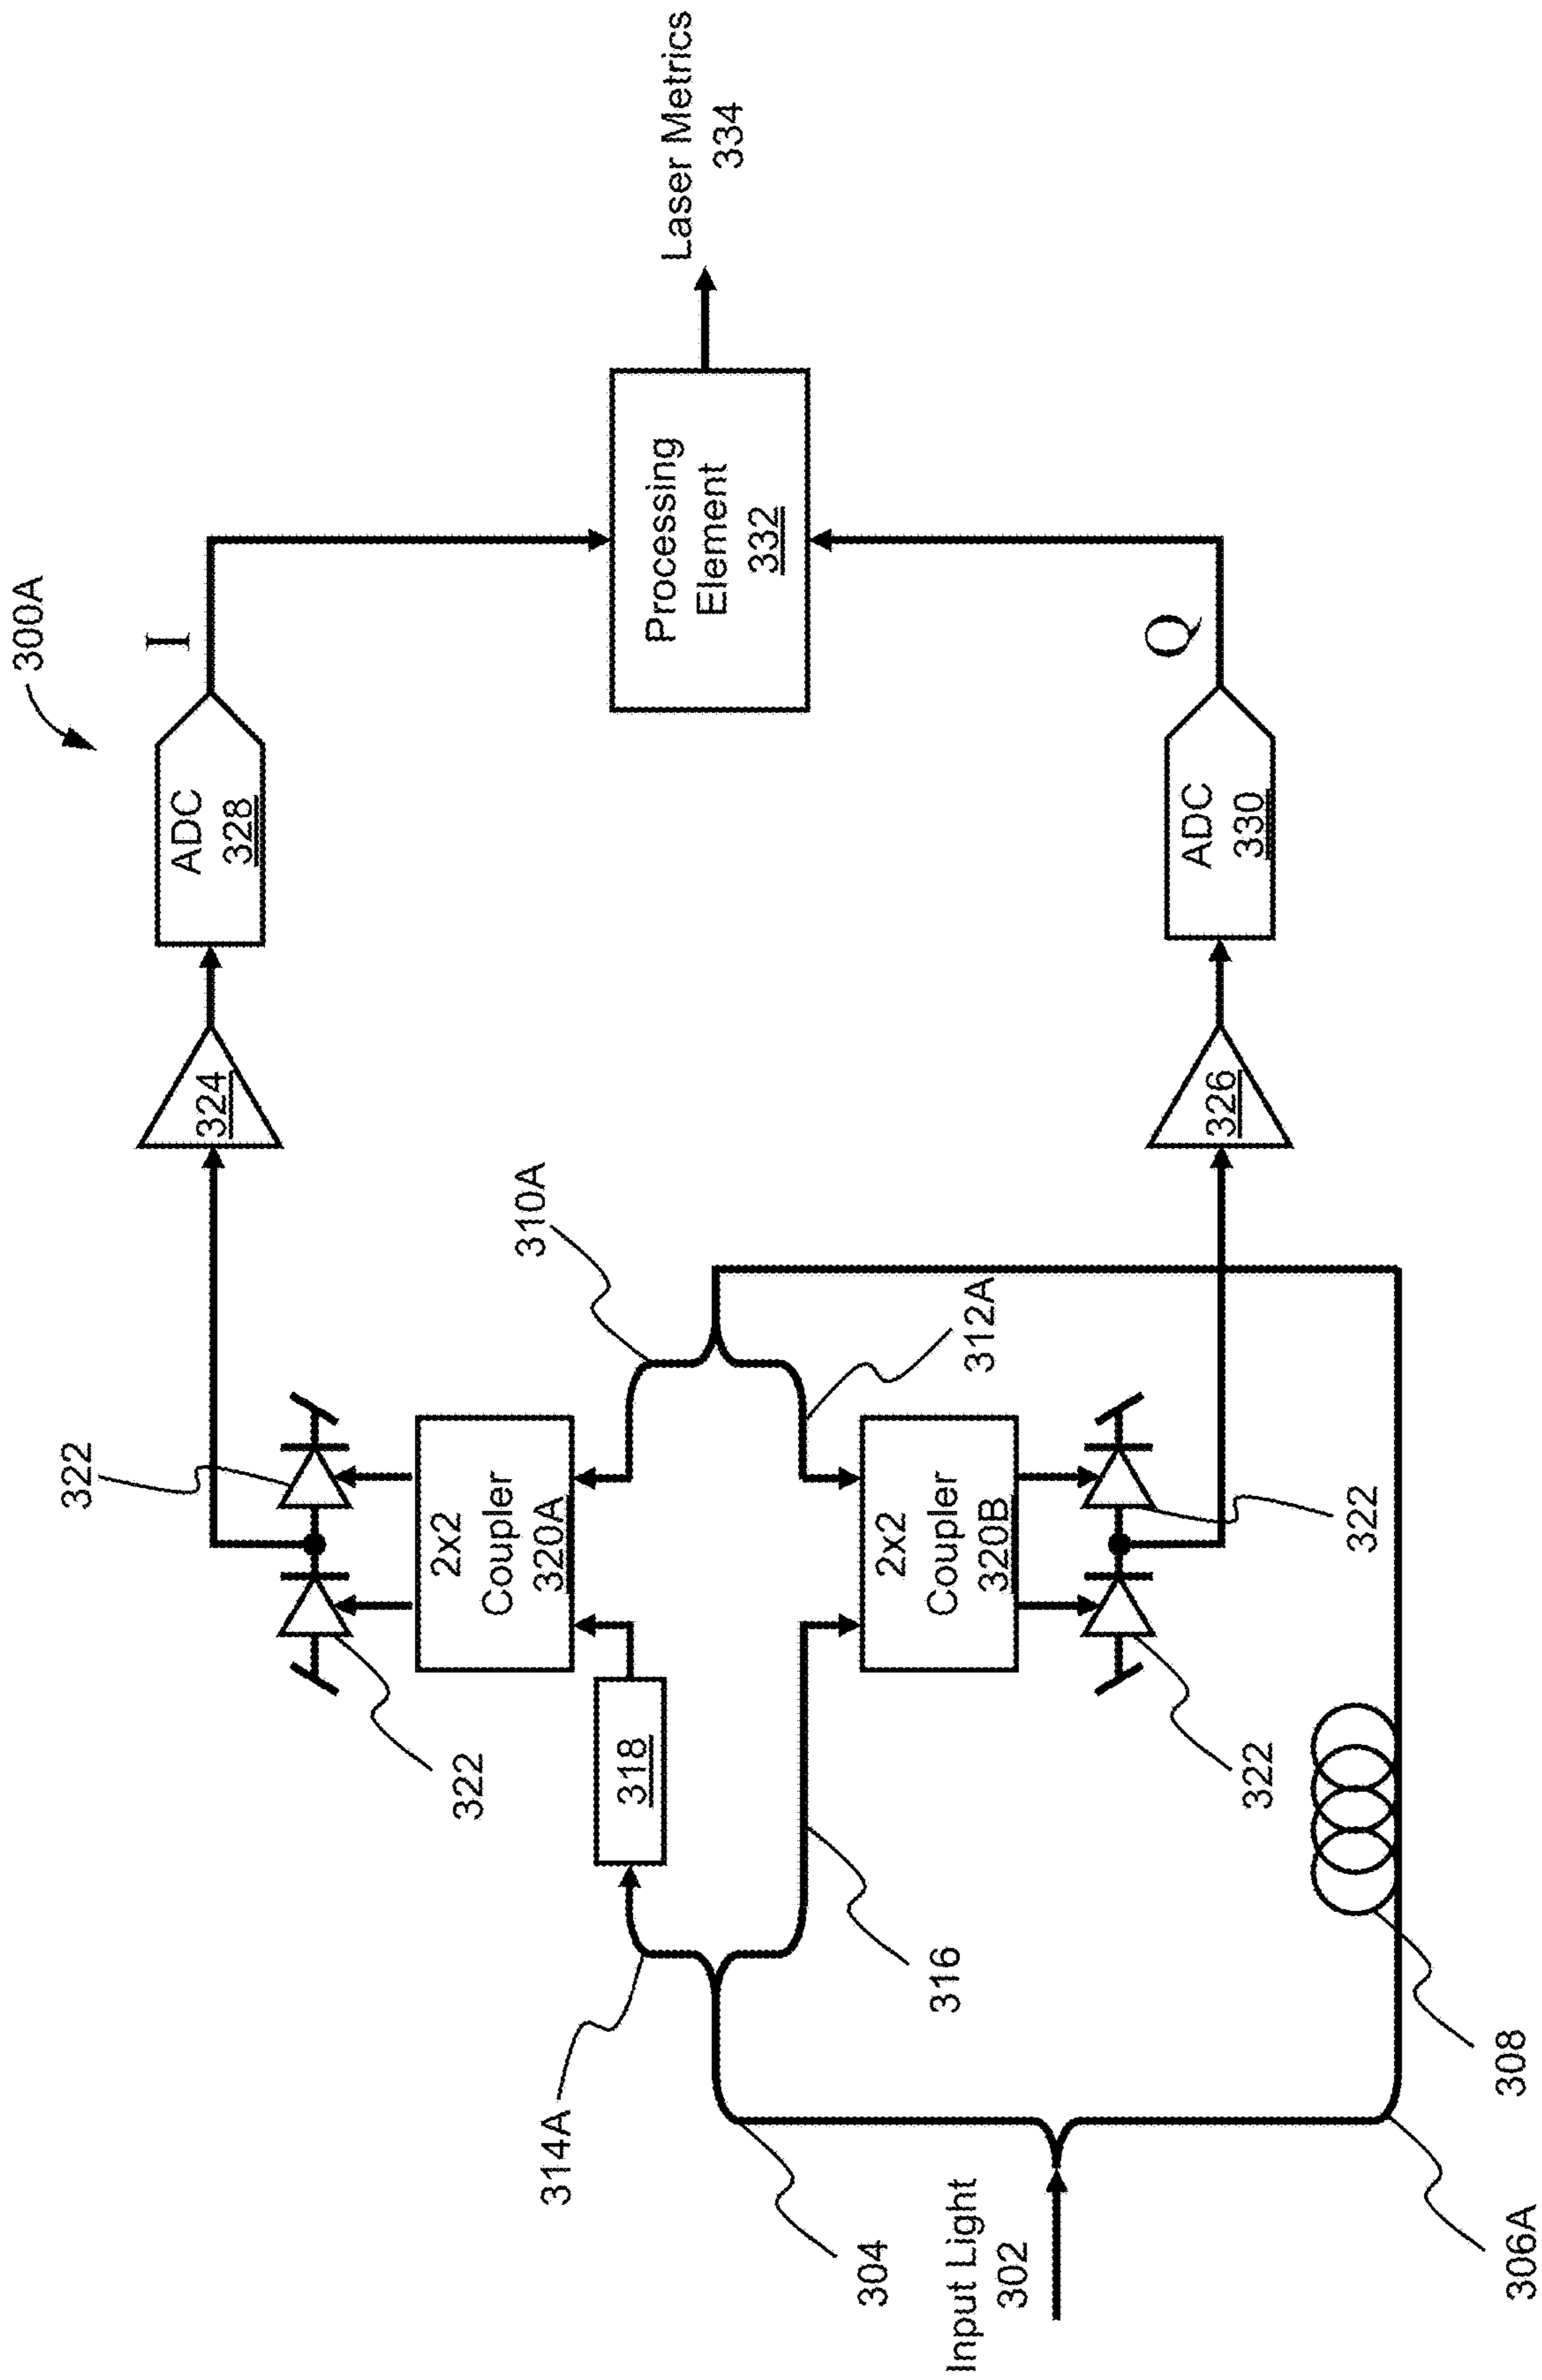 300A
I
ADC
328
324
322
322
2x2
Coupler
320A
310A
318
314A
304
Input Light
302
316
312A
2x2
Coupler
320B
322
322
308
306A
326
ADC
330
Q
Processing
Element
332
Laser Metrics
334